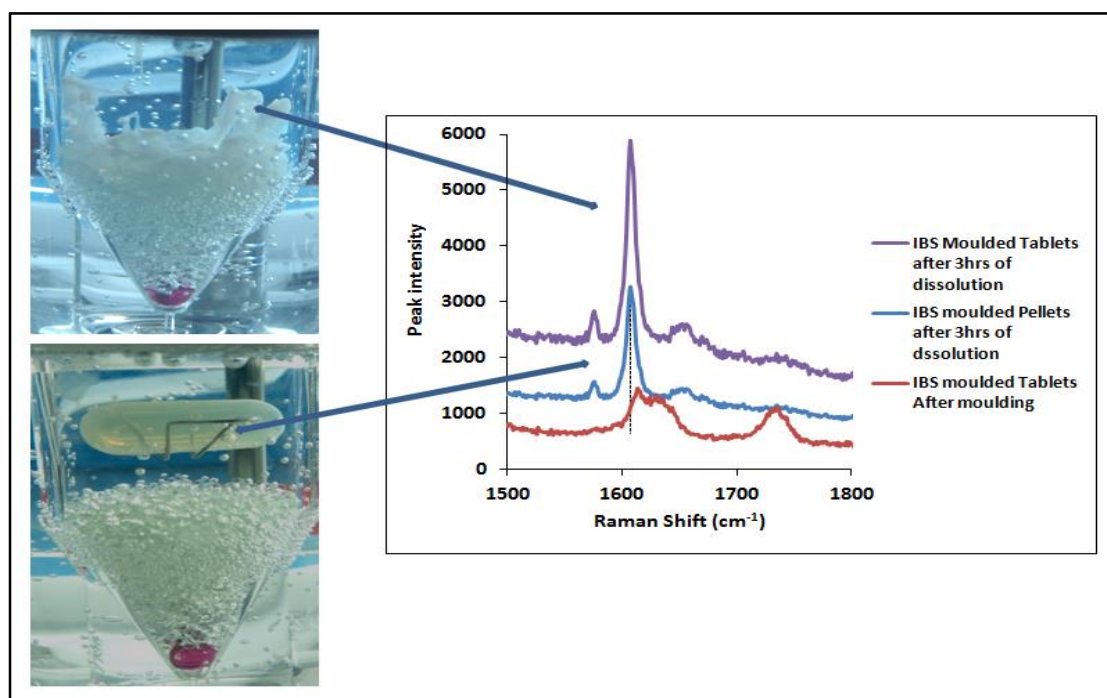 6000
5000
4000
3000
2000
1000
0
Peak intensity
1500
1600
1700
1800
Raman Shift (cm⁻¹)
IBS Moulded Tablets
after 3hrs of
dissolution
IBS moulded Pellets
after 3hrs of
dssolution
IBS moulded Tablets
After moulding